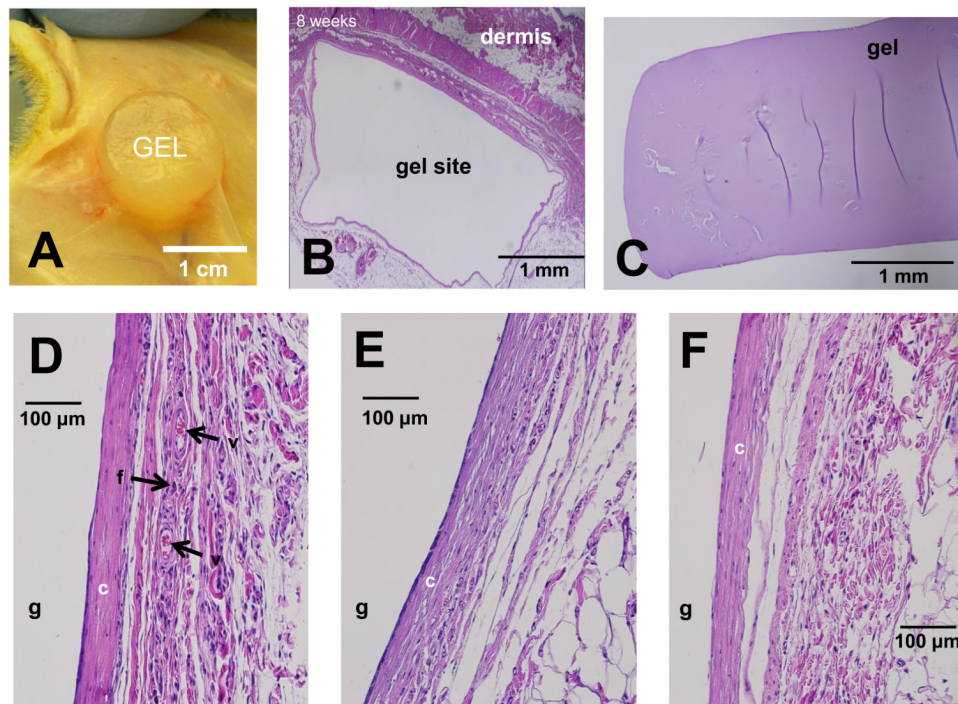 GEL
A
1 cm
8 weeks
dermis
gel site
B
1 mm
gel
C
1 mm
D
100 µm
v
f
v
c
g
E
100 µm
c
g
F
c
g
100 µm